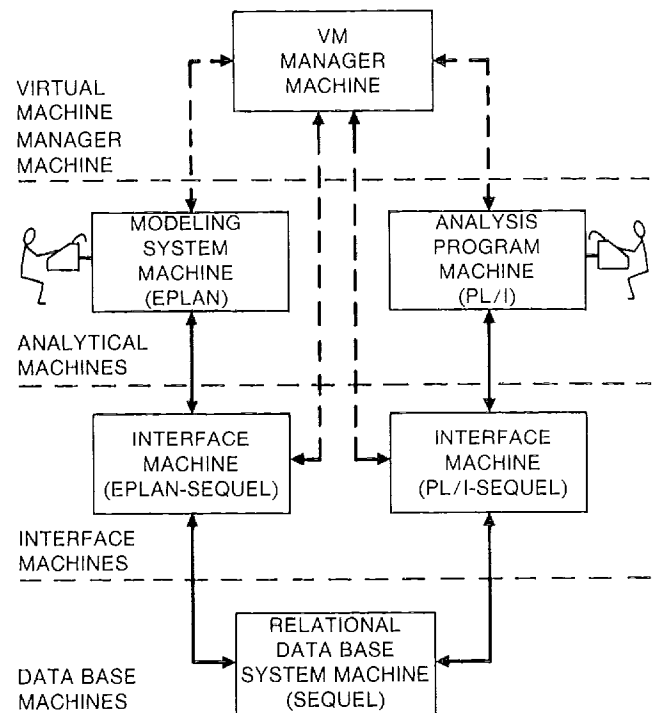 VM
MANAGER
MACHINE
VIRTUAL
MACHINE
MANAGER
MACHINE
MODELING
SYSTEM
MACHINE
(EPLAN)
ANALYSIS
PROGRAM
MACHINE
(PL/I)
ANALYTICAL
MACHINES
INTERFACE
MACHINE
(EPLAN-SEQUEL)
INTERFACE
MACHINE
(PL/I-SEQUEL)
INTERFACE
MACHINES
RELATIONAL
DATA BASE
SYSTEM MACHINE
(SEQUEL)
DATA BASE
MACHINES